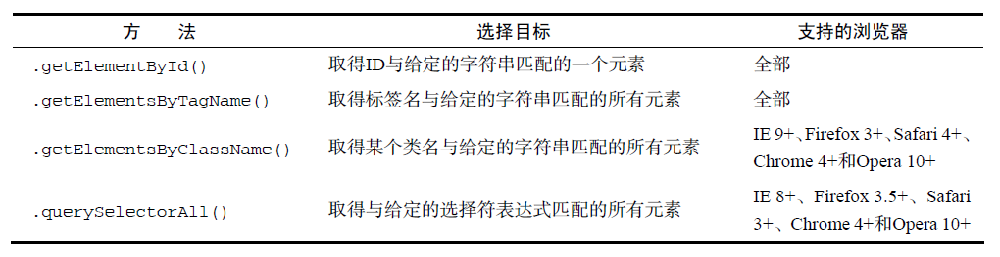 方 法 选择目标 支持的浏览器
.getElementById() 取得ID与给定的字符串匹配的一个元素 全部
.getElementsByTagName() 取得标签名与给定的字符串匹配的所有元素 全部
.getElementsByClassName() 取得某个类名与给定的字符串匹配的所有元素 IE 9+、Firefox 3+、Safari 4+、
Chrome 4+和Opera 10+
.querySelectorAll() 取得与给定的选择符表达式匹配的所有元素 IE 8+、Firefox 3.5+、Safari
3+、Chrome 4+和Opera 10+